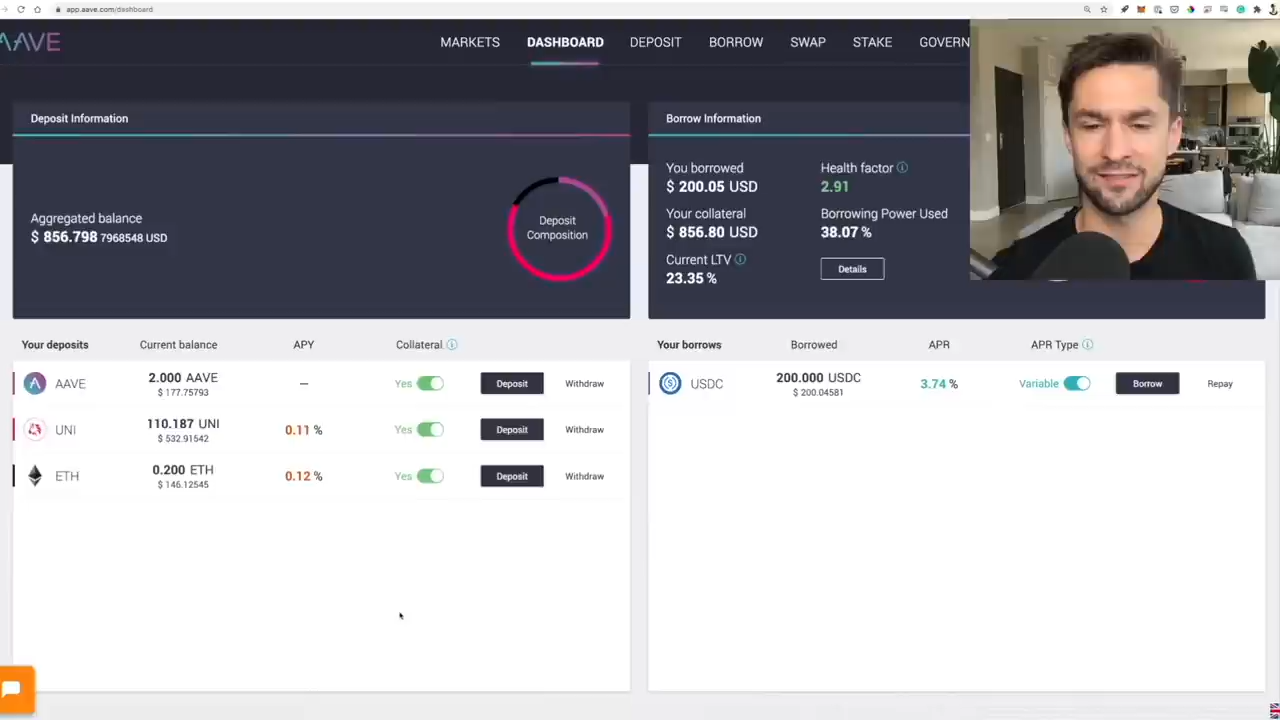 app.aave.com/dashboard
AAVE
MARKETS DASHBOARD DEPOSIT BORROW SWAP STAKE GOVERN
Deposit Information
Aggregated balance
$ 856.798 7968548 USD
Deposit
Composition
Borrow Information
You borrowed
$ 200.05 USD
Health factor
2.91
Your collateral
$ 856.80 USD
Borrowing Power Used
38.07 %
Current LTV
23.35 %
Details
Your deposits Current balance APY Collateral
AAVE 2.000 AAVE — Yes Deposit Withdraw
$ 177.75793
UNI 110.187 UNI 0.11 % Yes Deposit Withdraw
$ 532.91542
ETH 0.200 ETH 0.12 % Yes Deposit Withdraw
$ 146.12545
Your borrows Borrowed APR APR Type
USDC 200.000 USDC 3.74 % Variable Borrow Repay
$ 200.04581